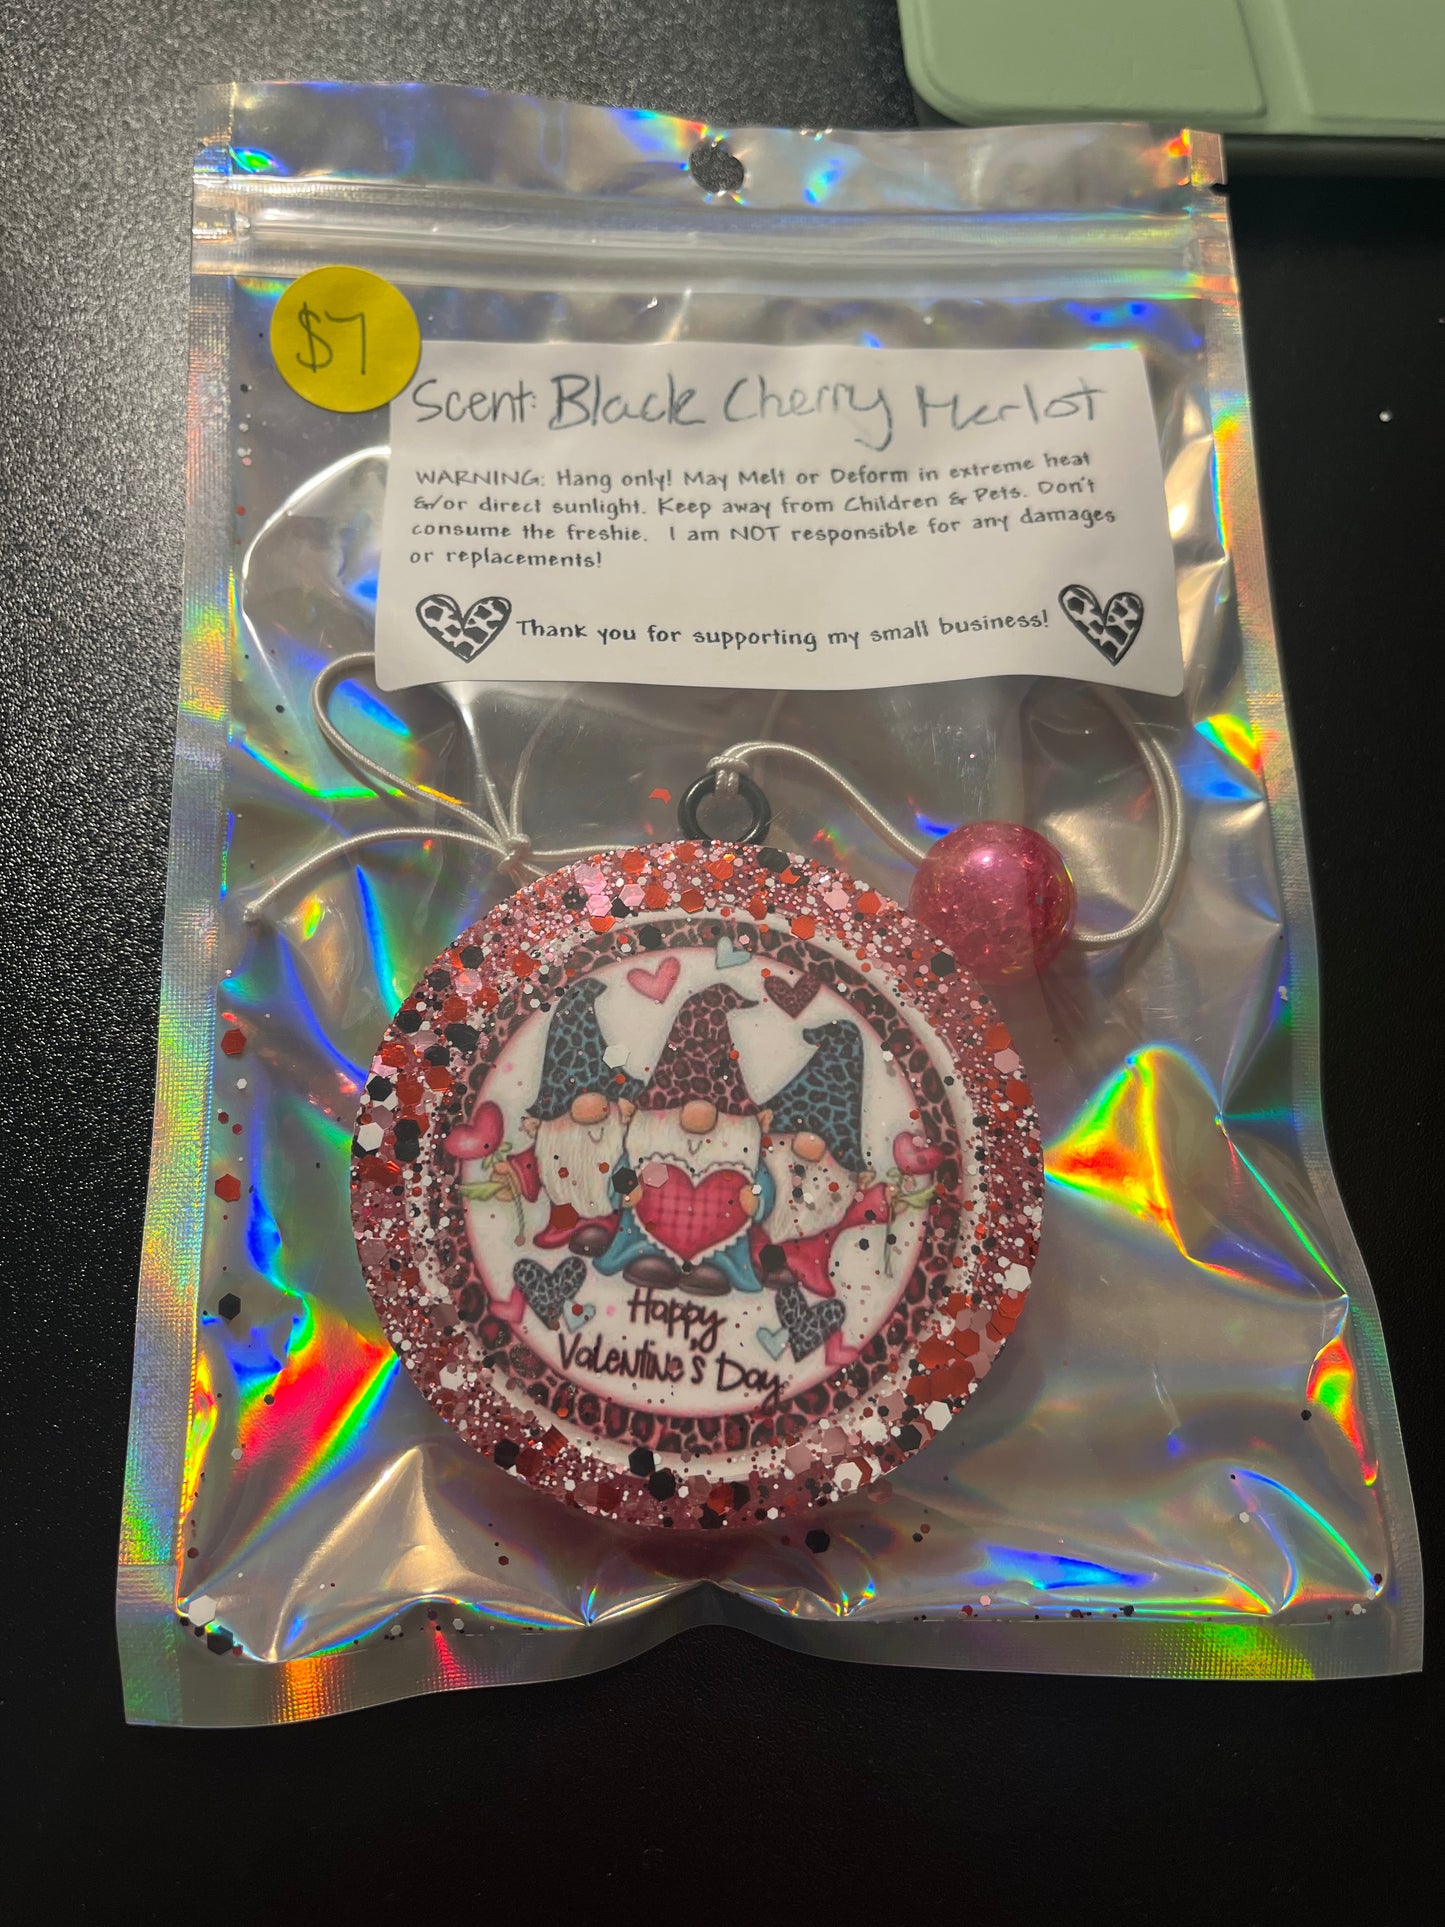 $7
Scent: Black Cherry Merlot
WARNING: Hang only! May Melt or Deform in extreme heat
&/or direct sunlight. Keep away from Children & Pets. Don't
consume the freshie. I am NOT responsible for any damages
or replacements!
Thank you for supporting my small business!
Happy
Valentine's Day